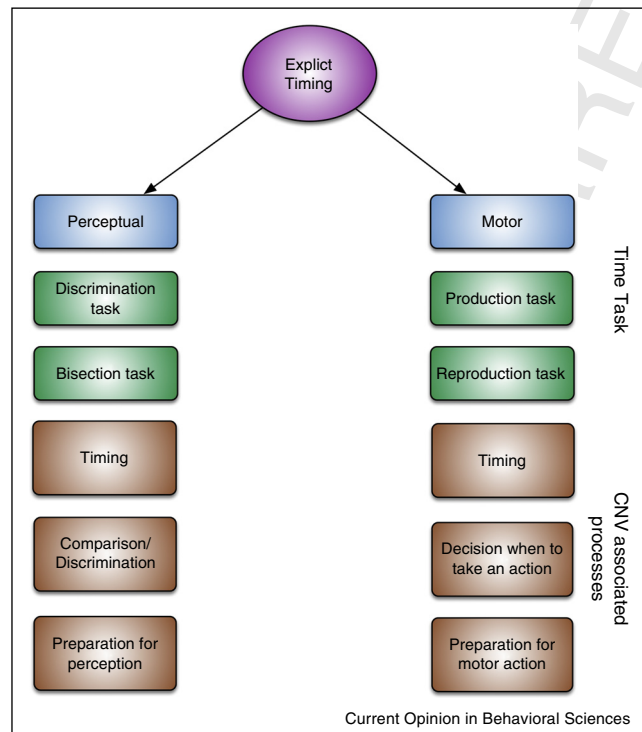 Explict
Timing
Perceptual
Motor
Discrimination
task
Production task
Bisection task
Reproduction task
Time Task
Timing
Timing
Comparison/
Discrimination
Decision when to
take an action
Preparation for
perception
Preparation for
motor action
CNV associated
processes
Current Opinion in Behavioral Sciences